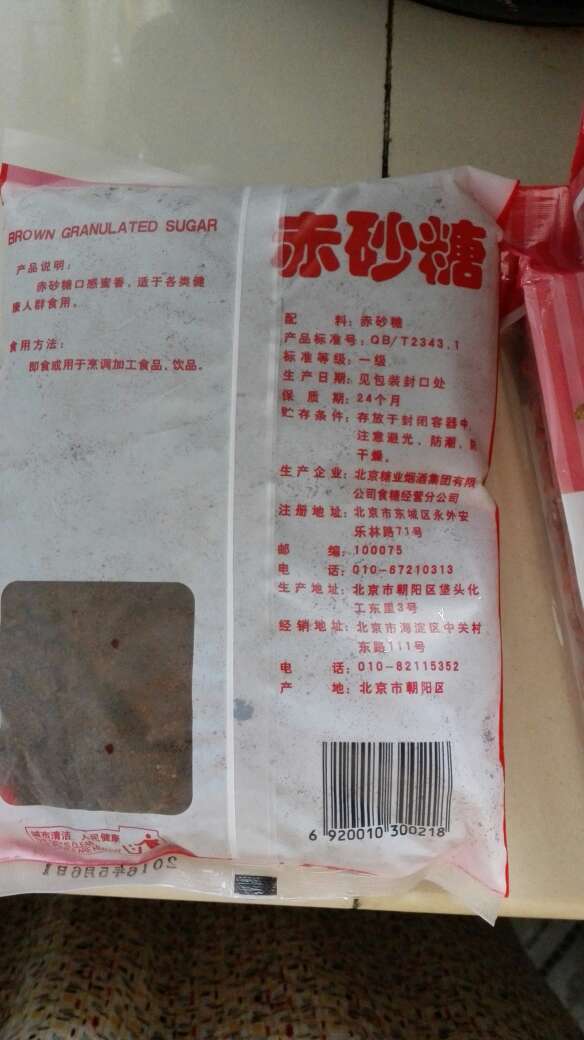 BROWN GRANULATED SUGAR
产品说明：
赤砂糖口感蜜香，适于各类健
康人群食用。
食用方法：
即食或用于烹调加工食品、饮品。
赤砂糖
配 料：赤砂糖
产品标准号：QB/T2343.1
标准等级：一级
生产日期：见包装封口处
保 质 期：24个月
贮存条件：存放于封闭容器中，
注意避光、防潮、
干燥。
生产企业：北京糖业烟酒集团有限
公司食糖经营分公司
注册地址：北京市东城区永外安
乐林路71号
邮 编：100075
电 话：010-67210313
生产地址：北京市朝阳区垡头化
工东里3号
经销地址：北京市海淀区中关村
东路111号
电 话：010-82115352
产 地：北京市朝阳区
6 920010 300218
城市清洁 人民健康